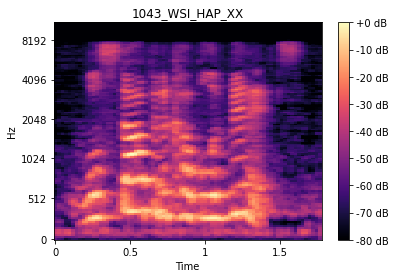 1043_WSI_HAP_XX
+0 dB
8192
-10 dB
4096
-20 dB
-30 dB
2048
Hz
-40 dB
1024
-50 dB
512
-60 dB
-70 dB
0
-80 dB
0 0.5 1 1.5
Time